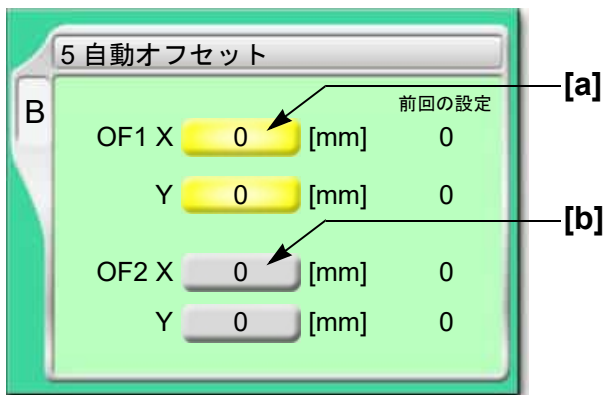 5 自動オフセット
[a]
B
前回の設定
OF1 X 0 [mm] 0
Y 0 [mm] 0
[b]
OF2 X 0 [mm] 0
Y 0 [mm] 0